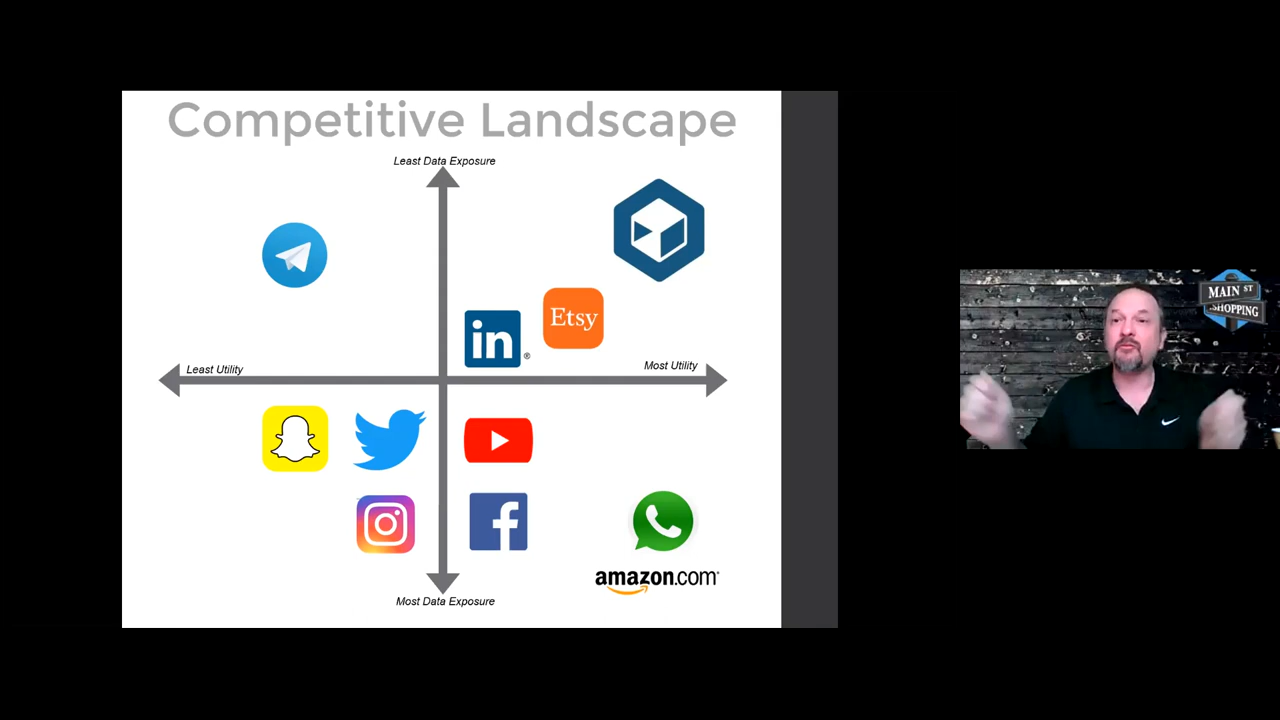 Competitive Landscape
Least Data Exposure
Etsy
in®
Least Utility
Most Utility
f
amazon.com®
Most Data Exposure
MAIN ST
SHOPPING